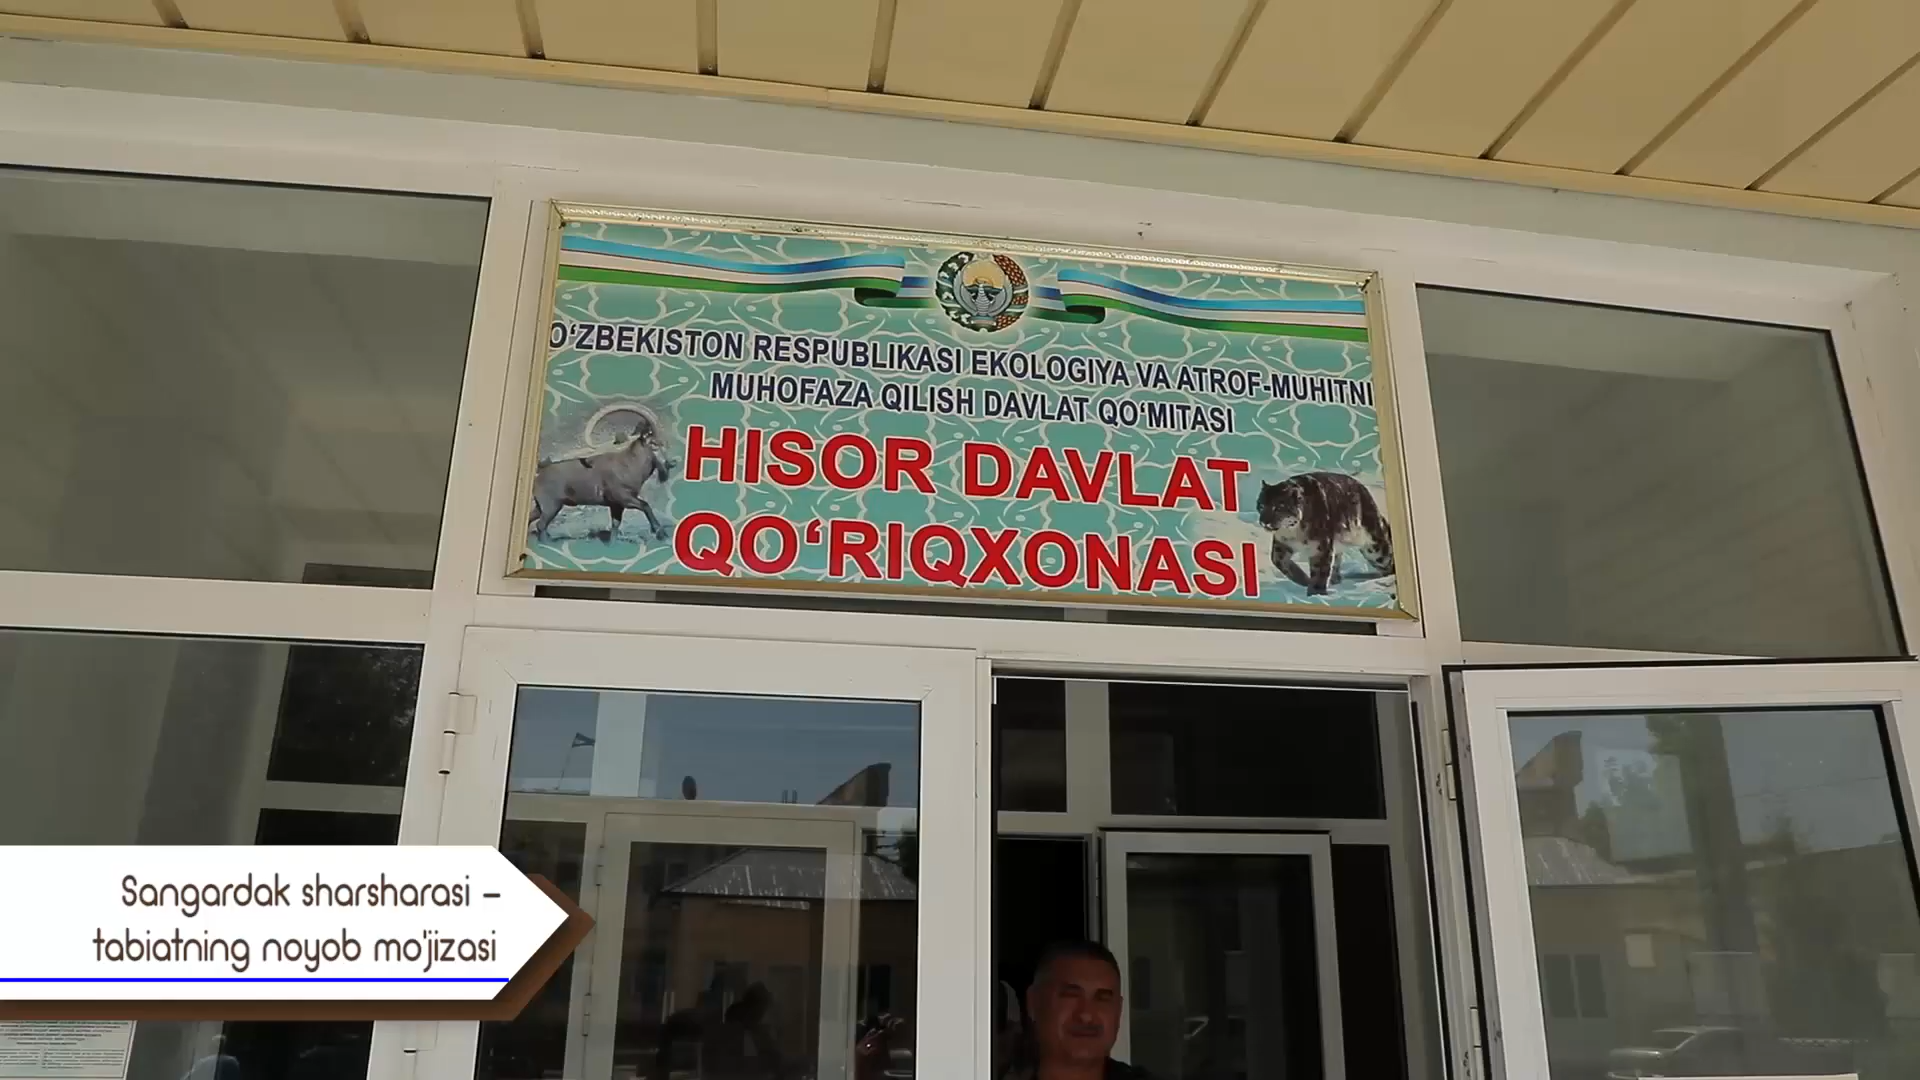 O‘ZBEKISTON RESPUBLIKASI EKOLOGIYA VA ATROF-MUHITNI
MUHOFAZA QILISH DAVLAT QO‘MITASI
HISOR DAVLAT
QO‘RIQXONASI
Sangardak sharsharasi –
tabiatning noyob mo'jizasi